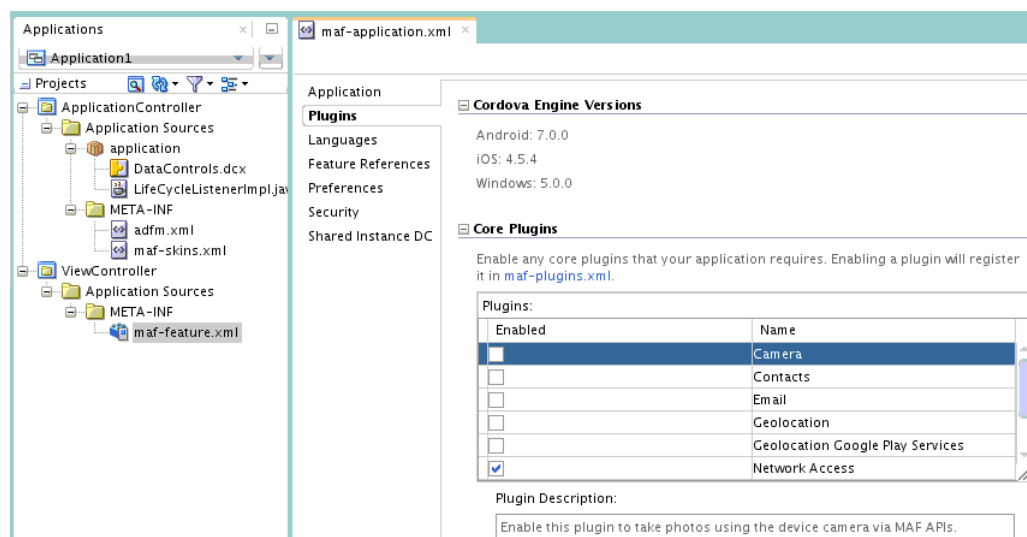 Applications
Application1
Projects
ApplicationController
Application Sources
application
DataControls.dcx
LifeCycleListenerImpl.jav
META-INF
adfm.xml
maf-skins.xml
ViewController
Application Sources
META-INF
maf-feature.xml
maf-application.xml
Application
Plugins
Languages
Feature References
Preferences
Security
Shared Instance DC
Cordova Engine Versions
Android: 7.0.0
iOS: 4.5.4
Windows: 5.0.0
Core Plugins
Enable any core plugins that your application requires. Enabling a plugin will register
it in maf-plugins.xml.
Plugins:
Enabled Name
Camera
Contacts
Email
Geolocation
Geolocation Google Play Services
Network Access
Plugin Description:
Enable this plugin to take photos using the device camera via MAF APIs.